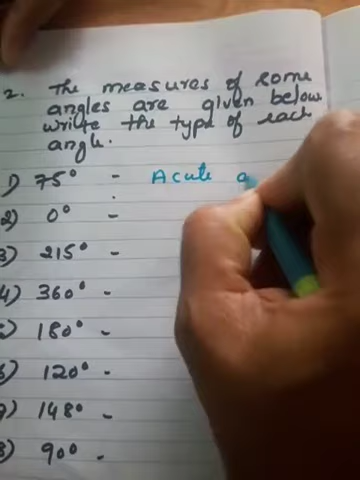 2. The measures of some
angles are given below
write the type of each
angle.
1) 75° - Acute a
2) 0° -
3) 215° -
4) 360° -
5) 180° -
6) 120° -
7) 148° -
8) 90° -